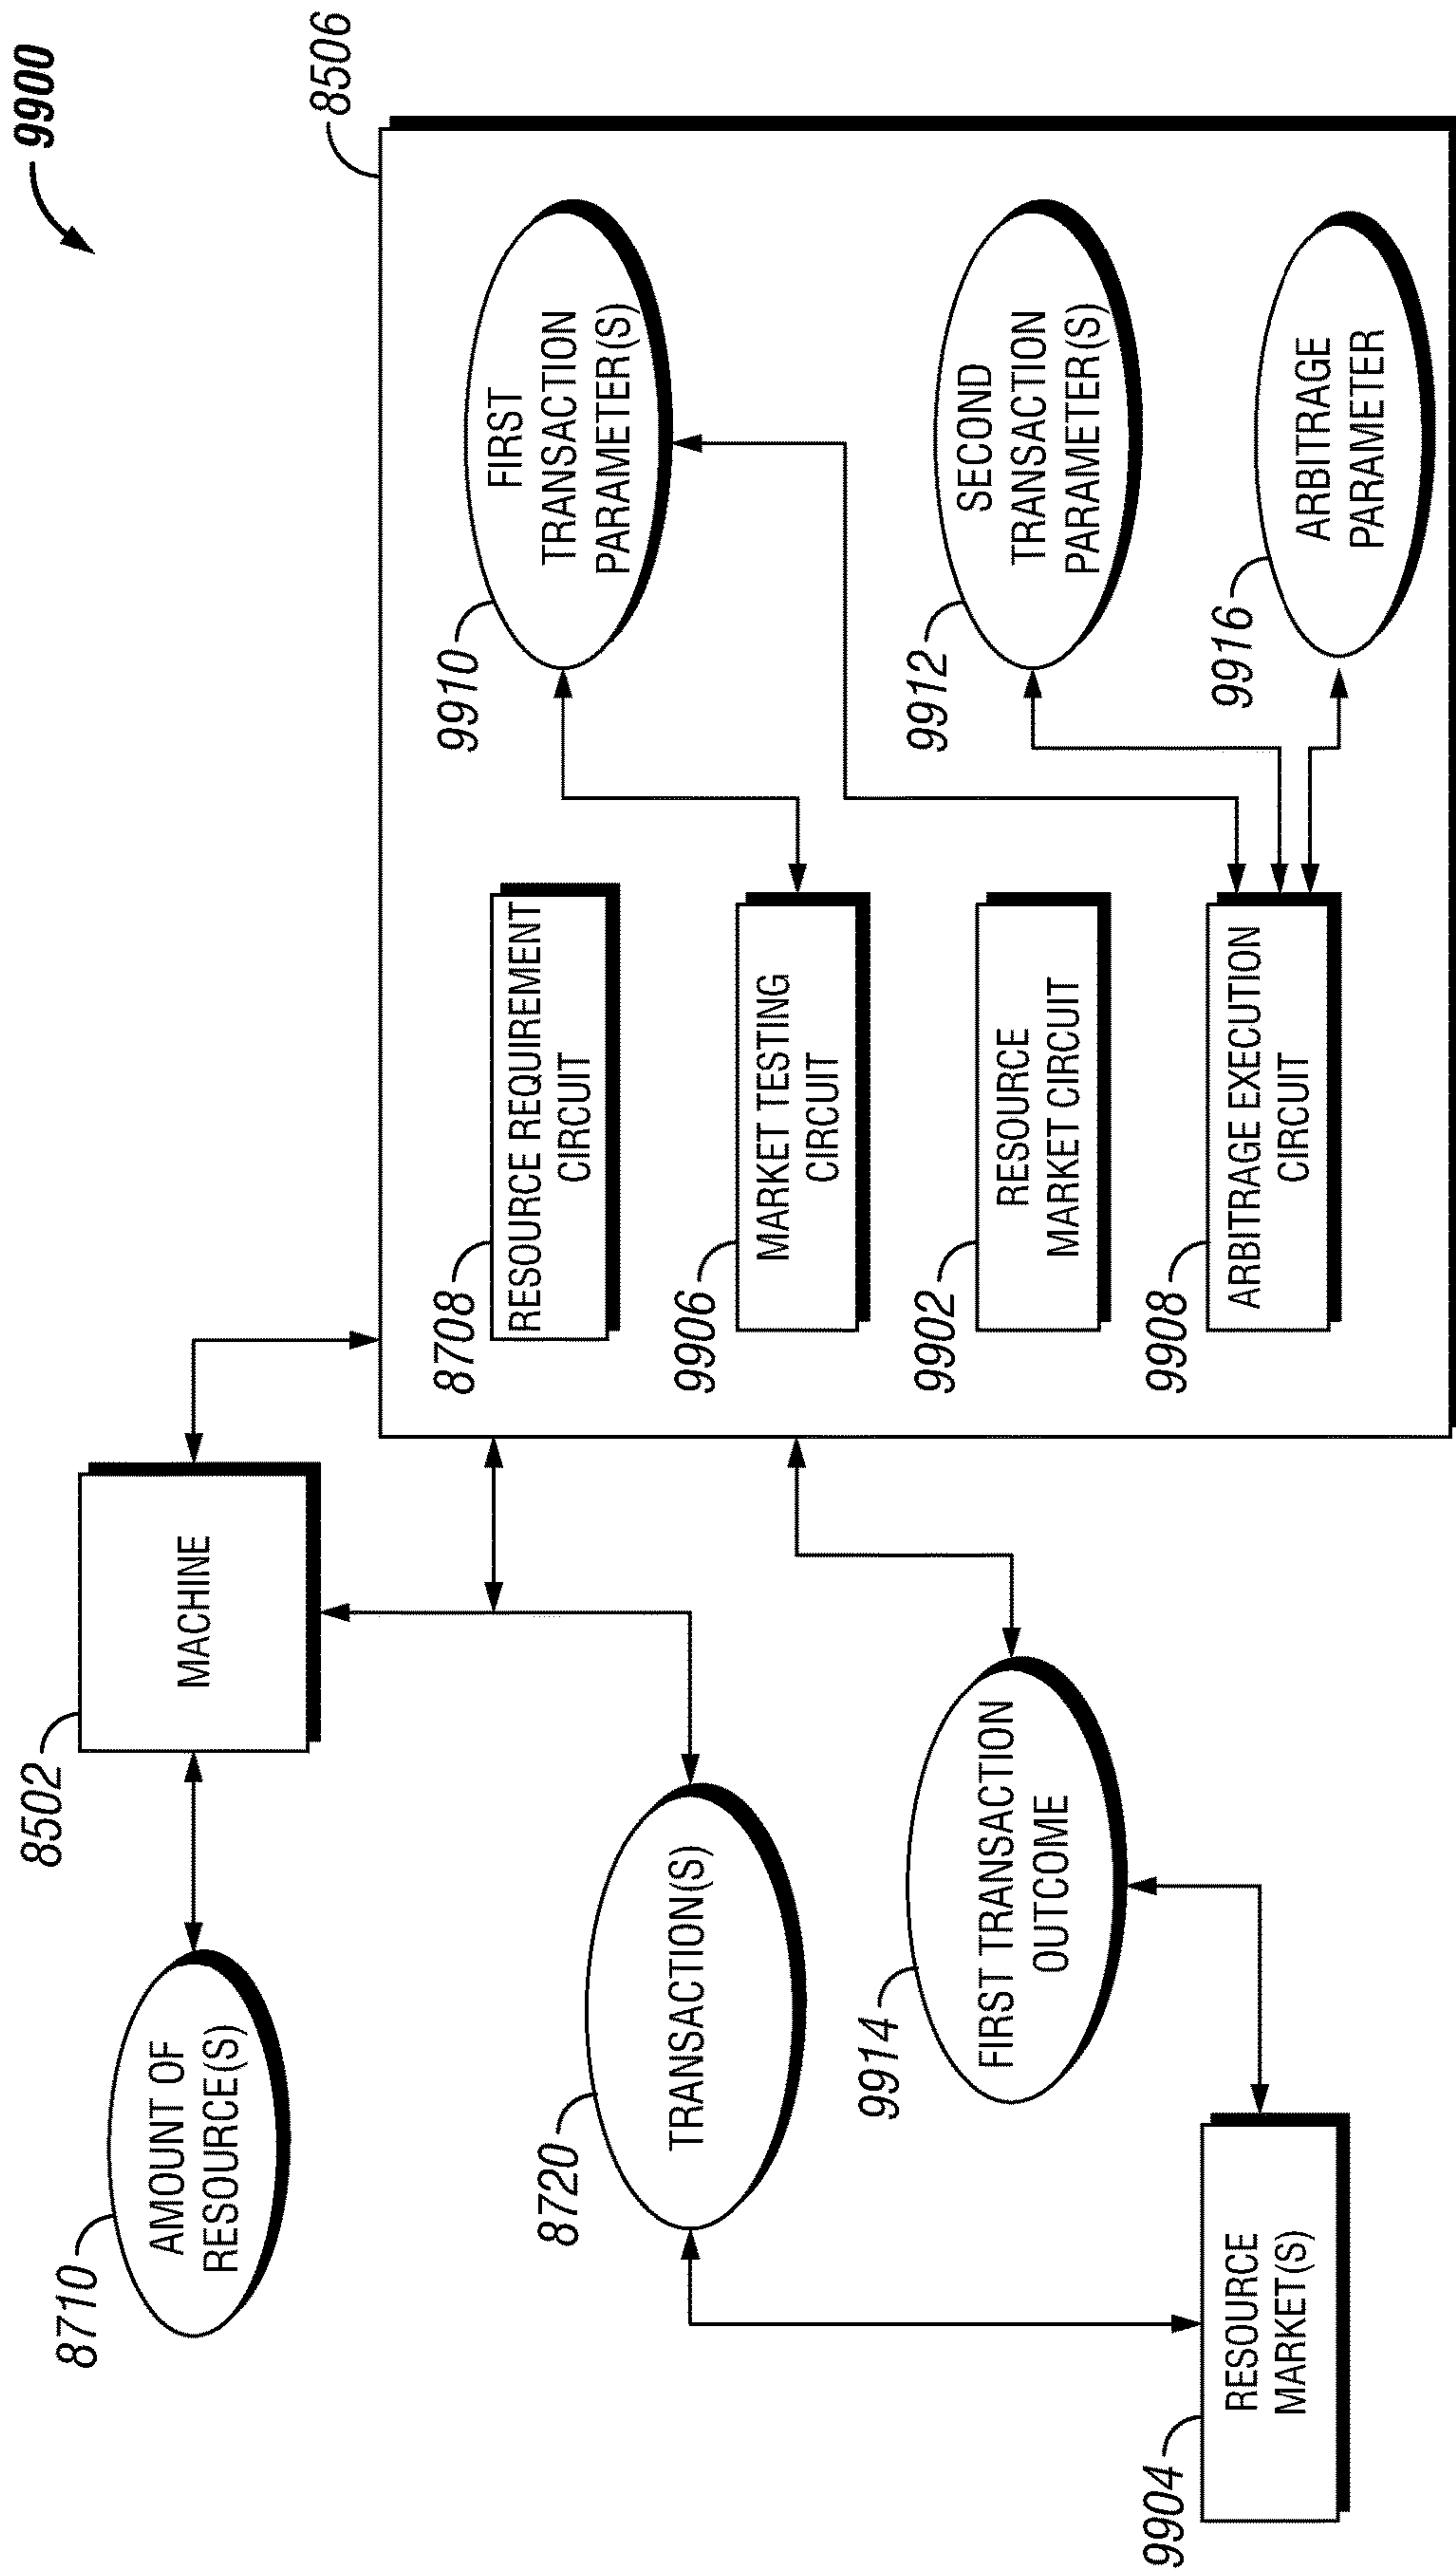 9900
8710
AMOUNT OF
RESOURCE(S)
8502
MACHINE
8506
8720
TRANSACTION(S)
9914
FIRST TRANSACTION
OUTCOME
9904
RESOURCE
MARKET(S)
8708
RESOURCE REQUIREMENT
CIRCUIT
9906
MARKET TESTING
CIRCUIT
9902
RESOURCE
MARKET CIRCUIT
9908
ARBITRAGE EXECUTION
CIRCUIT
9910
FIRST
TRANSACTION
PARAMETER(S)
9912
SECOND
TRANSACTION
PARAMETER(S)
9916
ARBITRAGE
PARAMETER